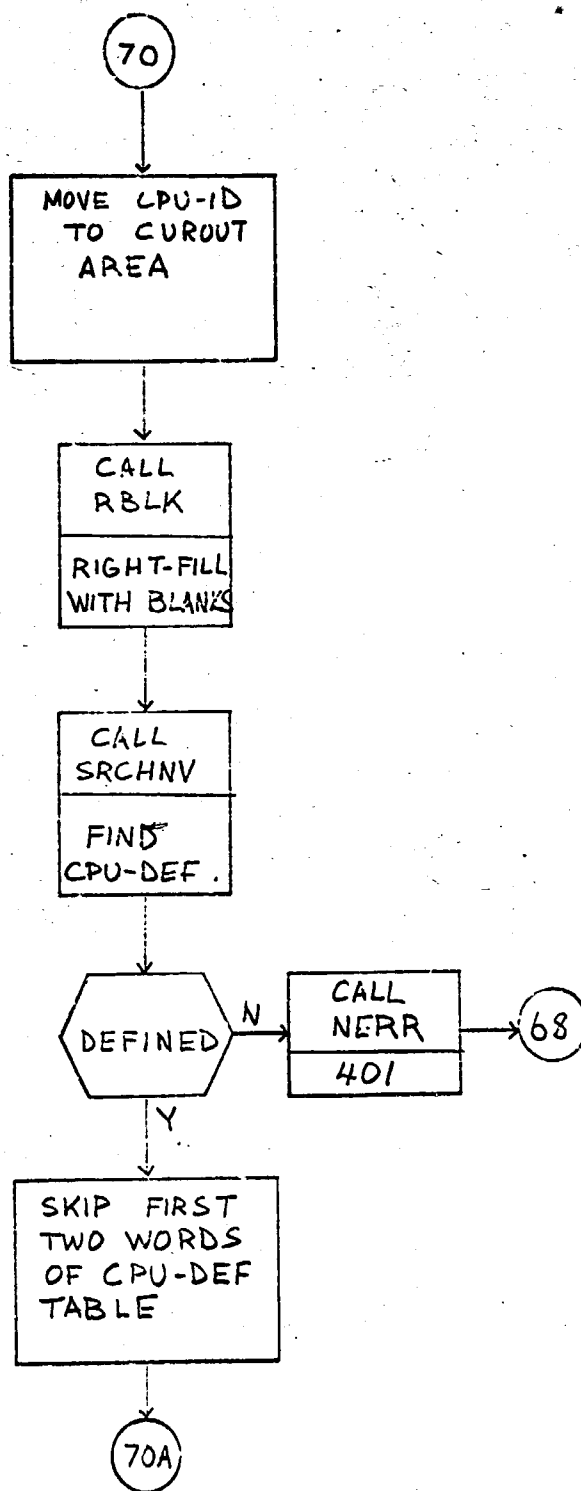 70
MOVE CPU-ID
TO CUROUT
AREA
CALL
RBLK
RIGHT-FILL
WITH BLANKS
CALL
SRCHNV
FIND
CPU-DEF.
DEFINED
N
CALL
NERR
401
68
Y
SKIP FIRST
TWO WORDS
OF CPU-DEF
TABLE
70A